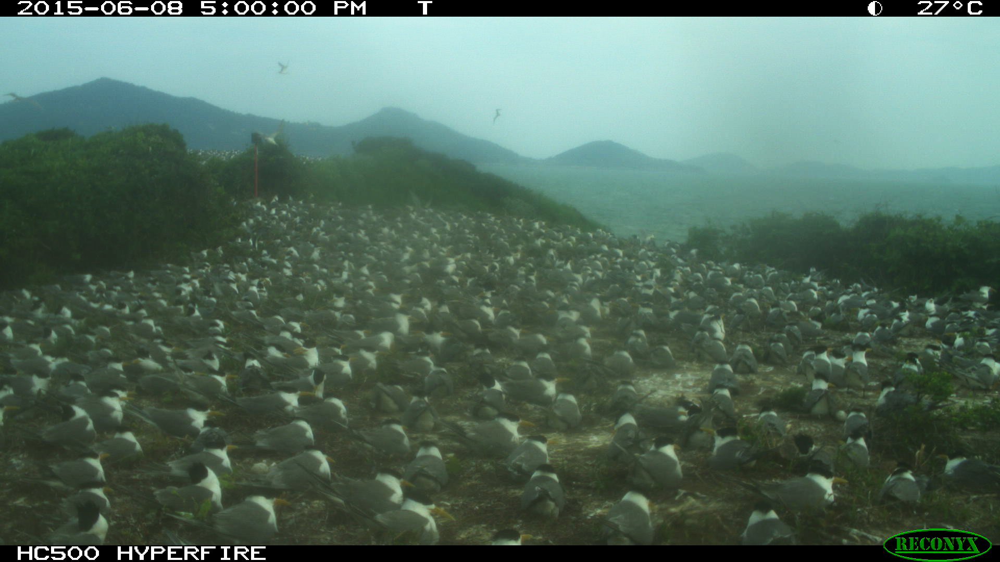 2015-06-08 5:00:00 PM T 27°C
HC500 HYPERFIRE
RECONYX